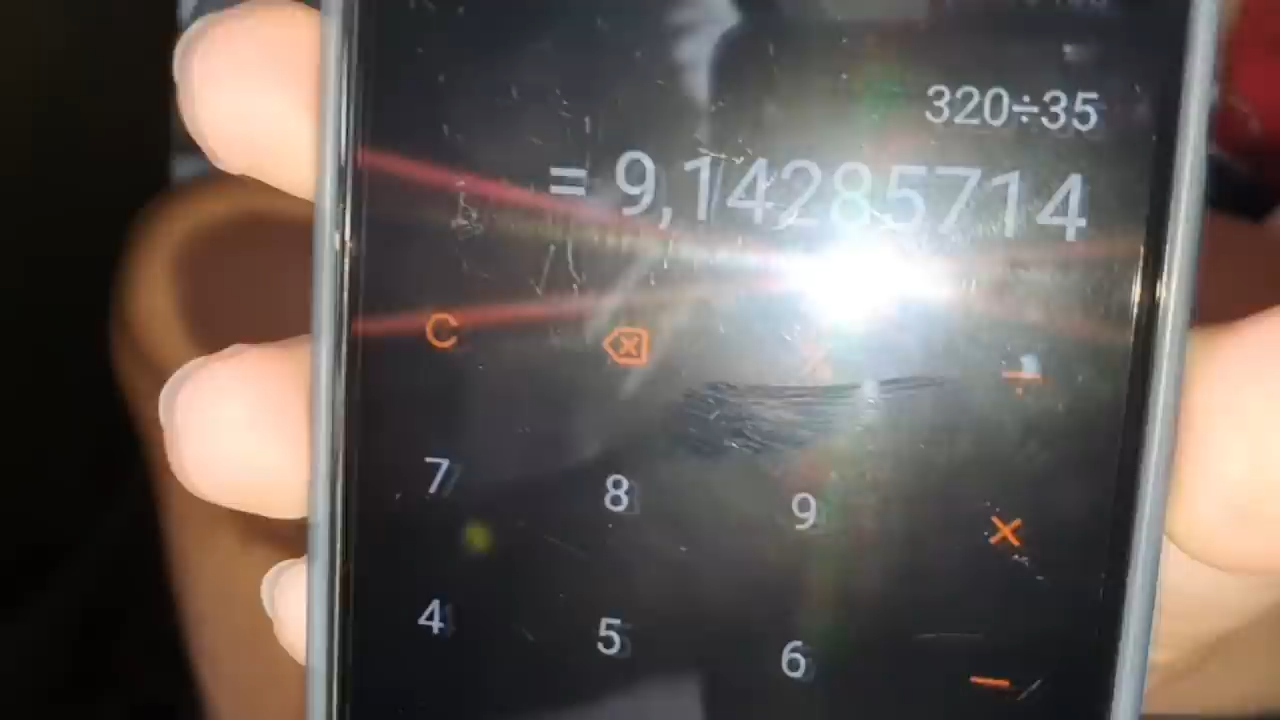 320÷35
= 9,14285714
C
÷
7 8 9 ×
4 5 6 −